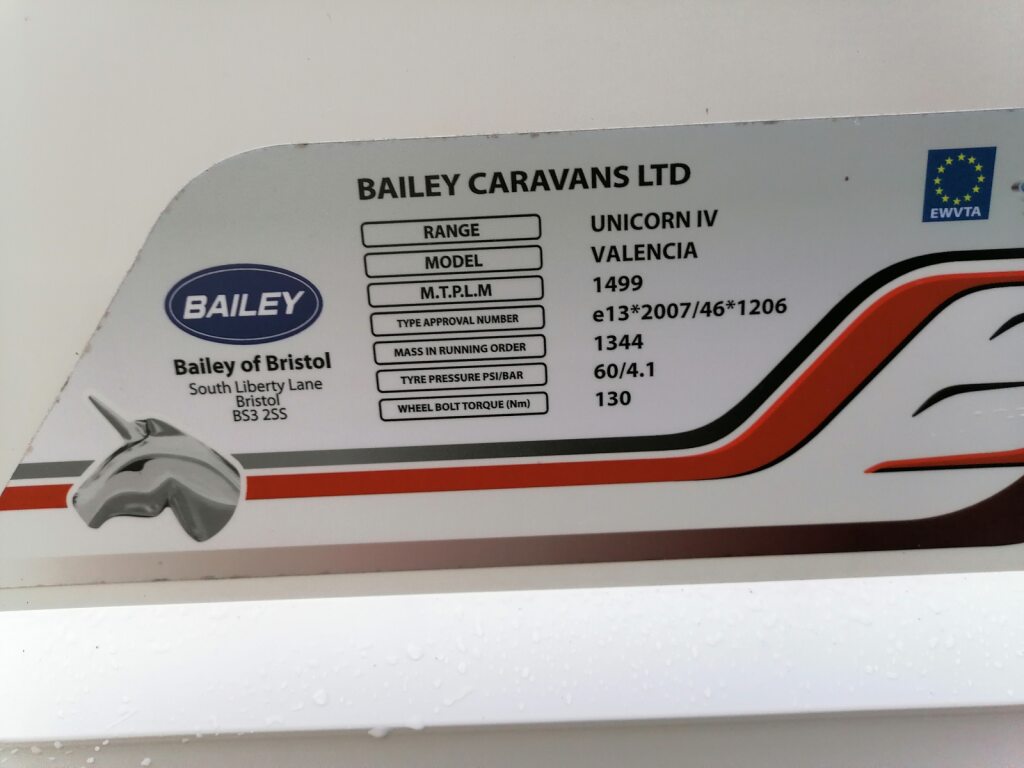 BAILEY CARAVANS LTD
RANGE UNICORN IV
MODEL VALENCIA
M.T.P.L.M 1499
TYPE APPROVAL NUMBER e13*2007/46*1206
MASS IN RUNNING ORDER 1344
TYRE PRESSURE PSI/BAR 60/4.1
WHEEL BOLT TORQUE (Nm) 130
BAILEY
Bailey of Bristol
South Liberty Lane
Bristol
BS3 2SS
EWVTA